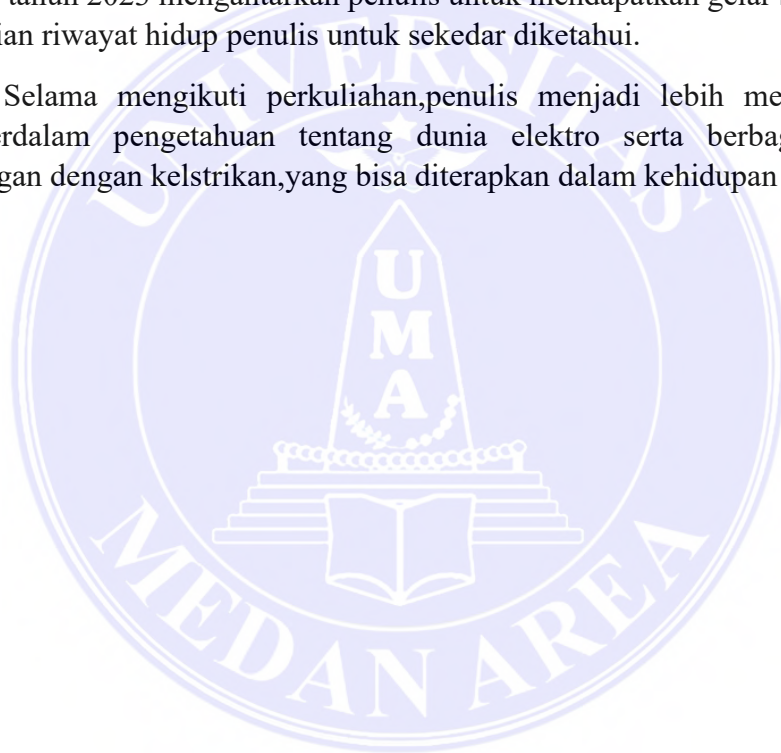 tahun 2023 mengantarkan penulis untuk mendapatkan gelar
ian riwayat hidup penulis untuk sekedar diketahui.
Selama mengikuti perkuliahan,penulis menjadi lebih me
erdalam pengetahuan tentang dunia elektro serta berbag
gan dengan kelstrikan,yang bisa diterapkan dalam kehidupan
UNIVERSITAS
UMA
MEDAN AREA